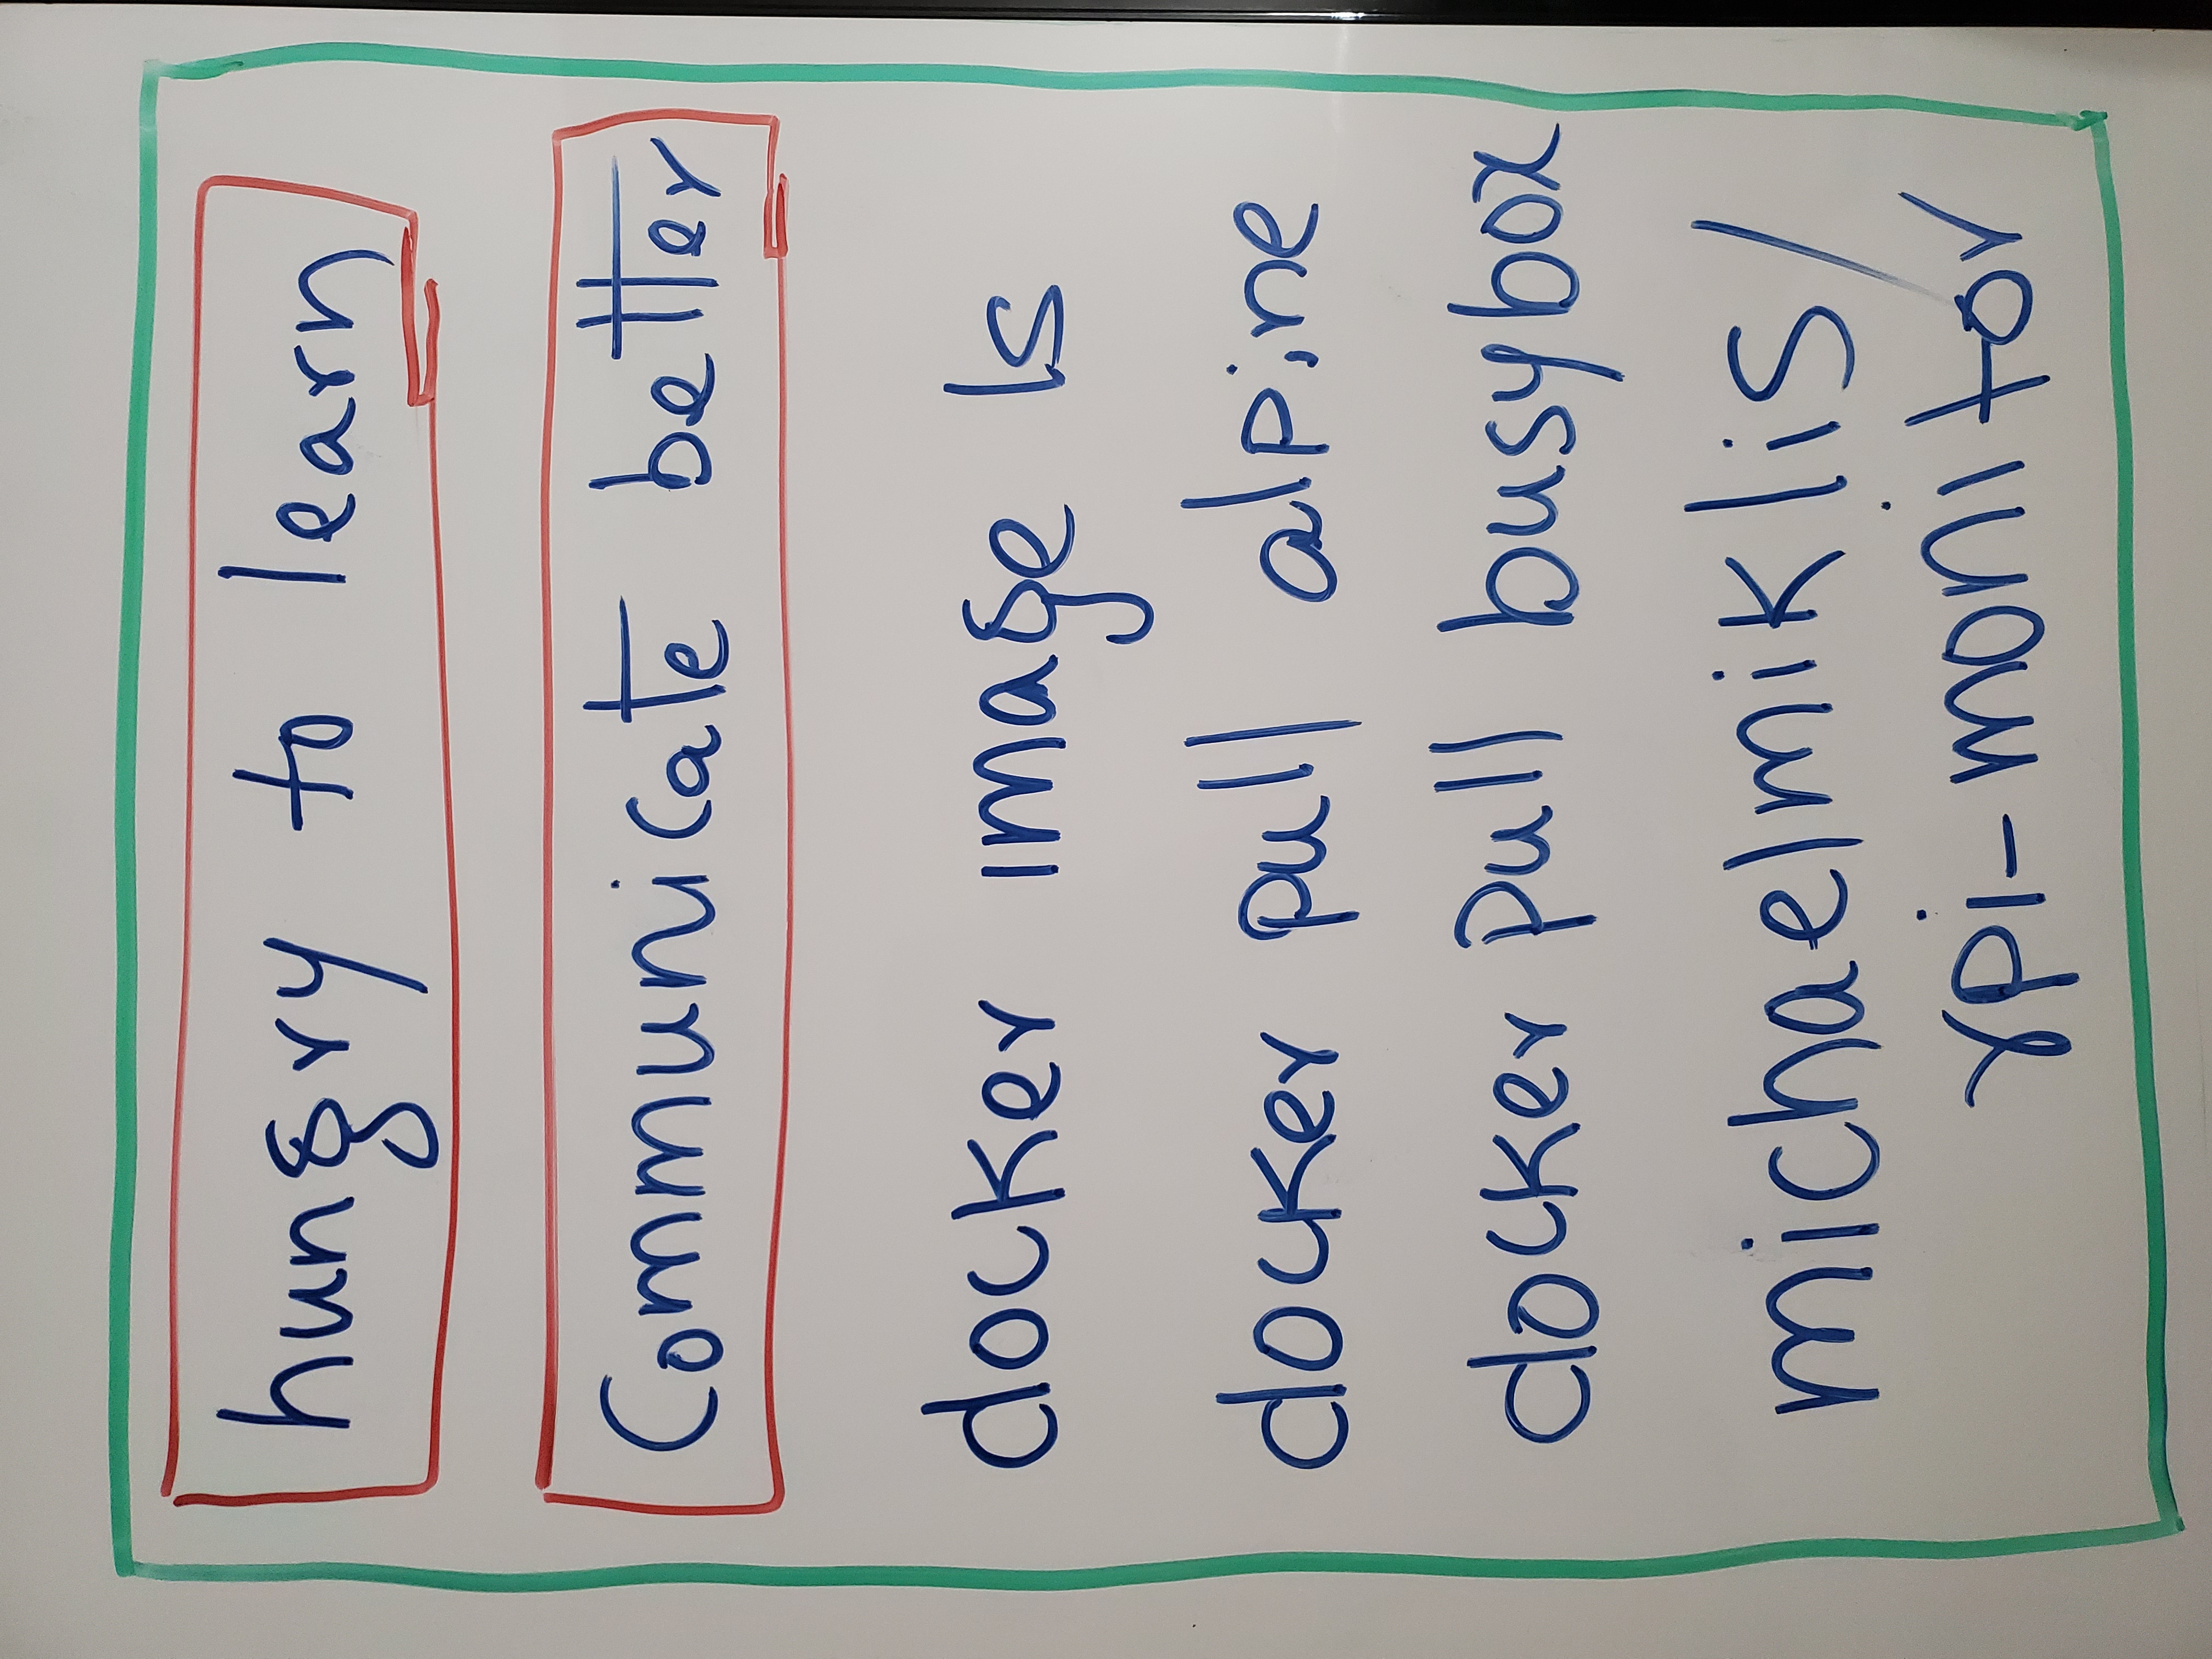 hungry to learn
Communicate better
docker image ls
docker pull alpine
docker pull busybox
michaelmiklis/
rpi-monitor